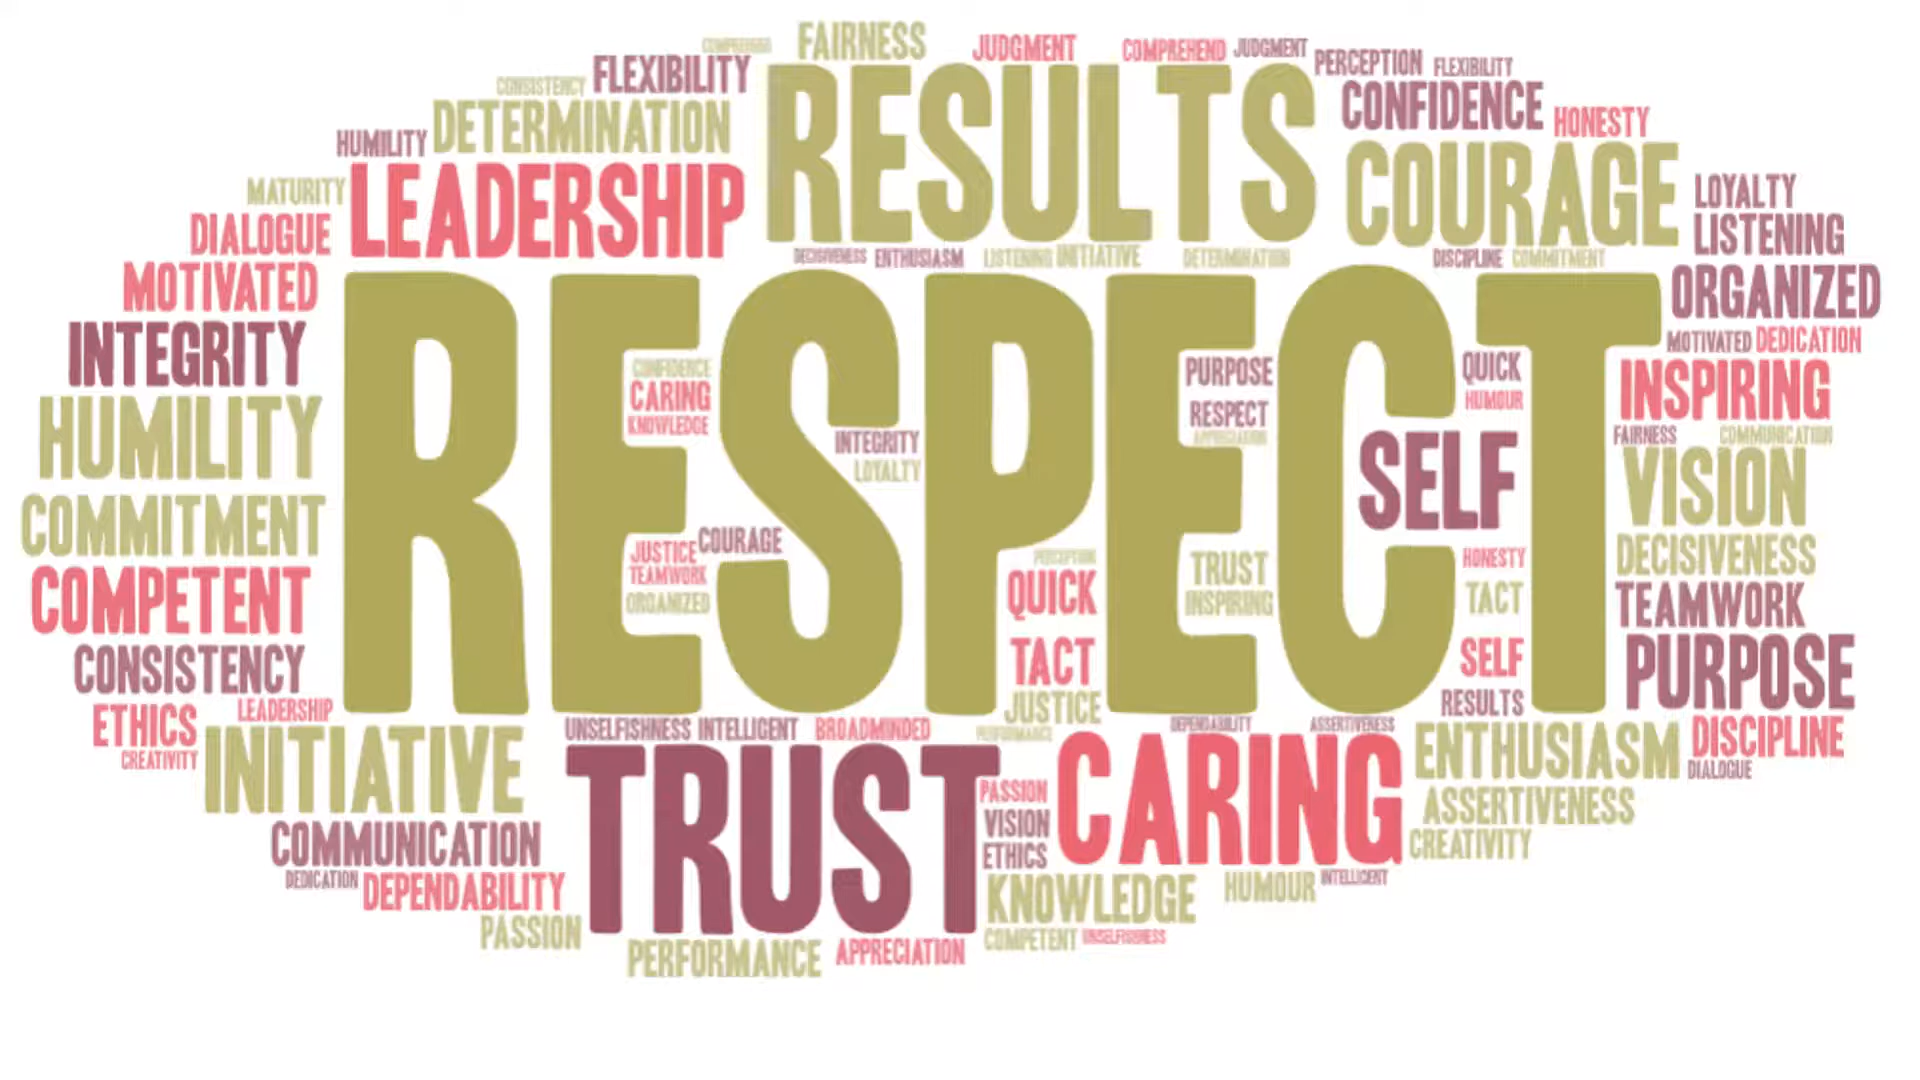 COMPREHEND FAIRNESS JUDGMENT COMPREHEND JUDGMENT PERCEPTION FLEXIBILITY
CONSISTENCY FLEXIBILITY RESULTS CONFIDENCE HONESTY
HUMILITY DETERMINATION COURAGE
MATURITY LEADERSHIP LOYALTY
DIALOGUE LISTENING
DECISIVENESS ENTHUSIASM LISTENING INITIATIVE DETERMINATION DISCIPLINE COMMITMENT
MOTIVATED ORGANIZED
RESPECT
INTEGRITY MOTIVATED DEDICATION
CONFIDENCE PURPOSE QUICK
CARING INSPIRING
HUMOUR
KNOWLEDGE RESPECT
HUMILITY INTEGRITY APPRECIATION FAIRNESS COMMUNICATION
LOYALTY SELF VISION
COMMITMENT COURAGE
JUSTICE PERCEPTION HONESTY DECISIVENESS
TEAMWORK TRUST
COMPETENT ORGANIZED QUICK INSPIRING TACT TEAMWORK
CONSISTENCY TACT SELF PURPOSE
LEADERSHIP JUSTICE RESULTS
ETHICS UNSELFISHNESS INTELLIGENT BROADMINDED PERFORMANCE DEPENDABILITY ASSERTIVENESS DISCIPLINE
CREATIVITY INITIATIVE ENTHUSIASM DIALOGUE
TRUST PASSION CARING ASSERTIVENESS
VISION
COMMUNICATION ETHICS CREATIVITY
DEDICATION DEPENDABILITY KNOWLEDGE HUMOUR INTELLIGENT
PASSION COMPETENT UNSELFISHNESS
PERFORMANCE APPRECIATION